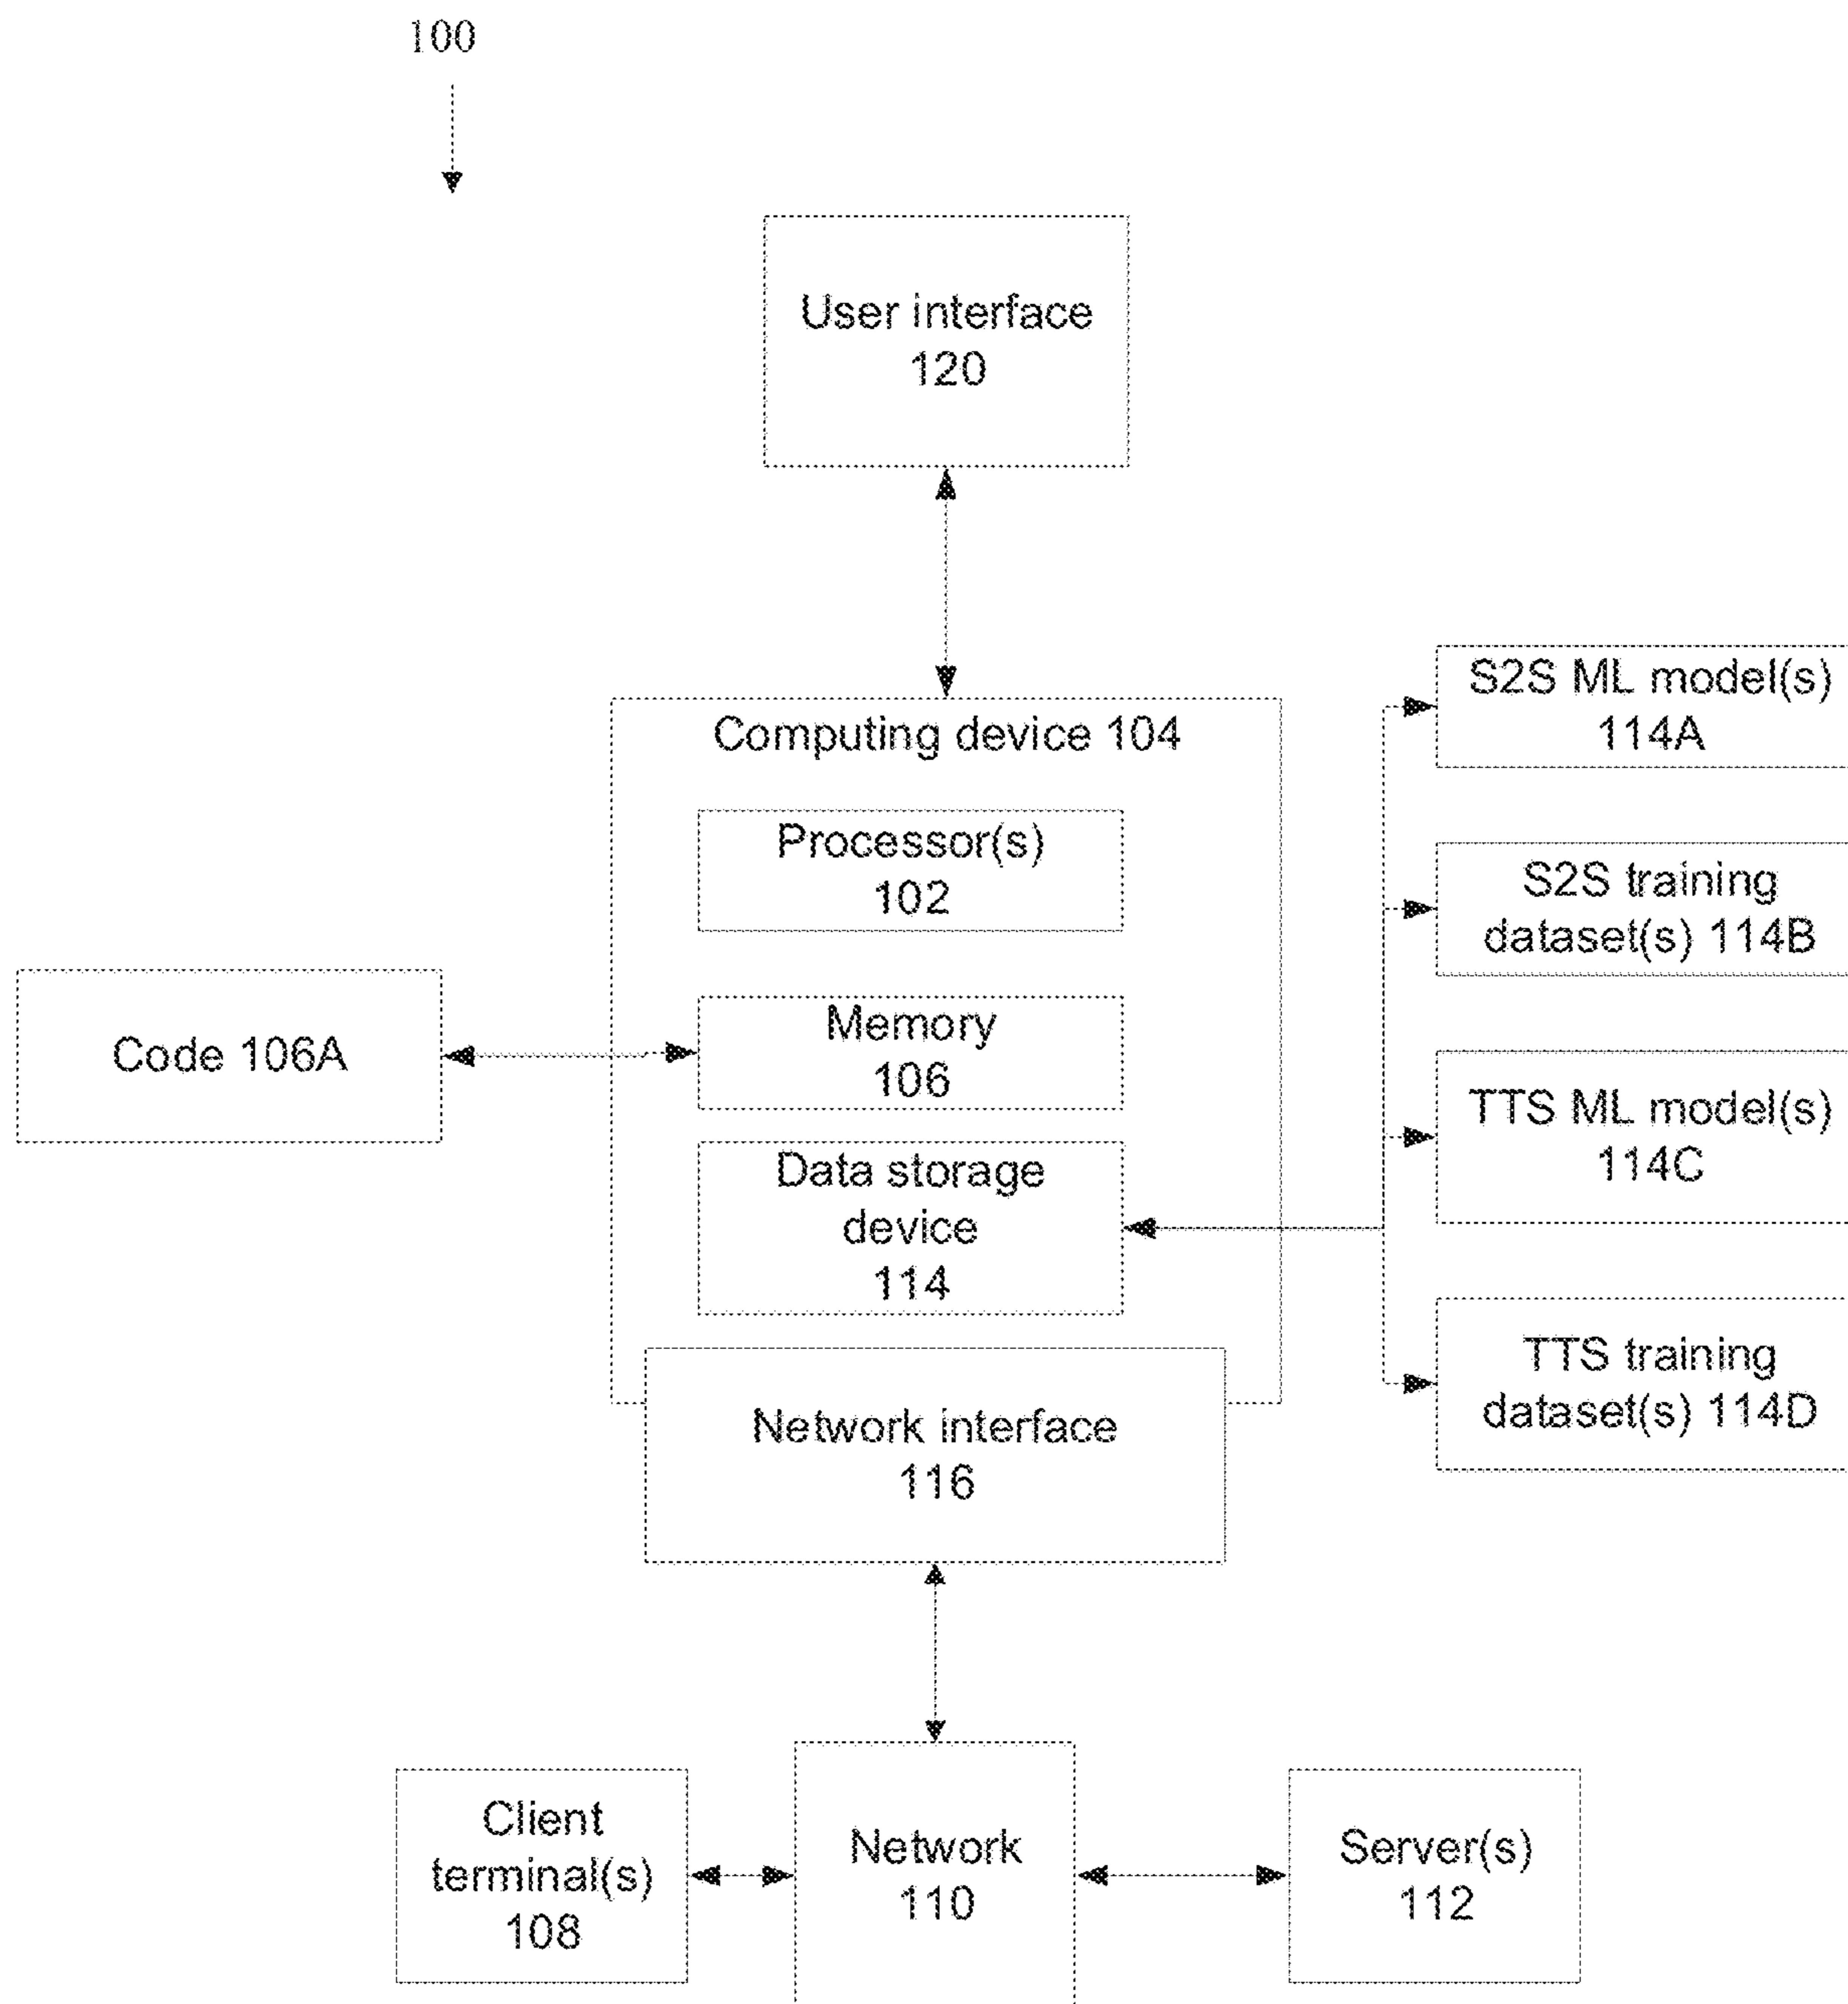 100
User interface
120
Computing device 104
Processor(s)
102
Memory
106
Data storage
device
114
Network interface
116
Code 106A
S2S ML model(s)
114A
S2S training
dataset(s) 114B
TTS ML model(s)
114C
TTS training
dataset(s) 114D
Client
terminal(s)
108
Network
110
Server(s)
112